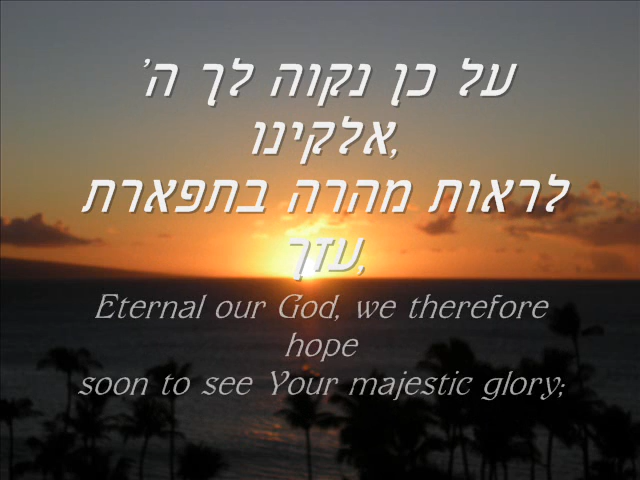 על כן נקוה לך ה'
אלקינו,
לראות מהרה בתפארת
עזך,
Eternal our God, we therefore
hope
soon to see Your majestic glory;